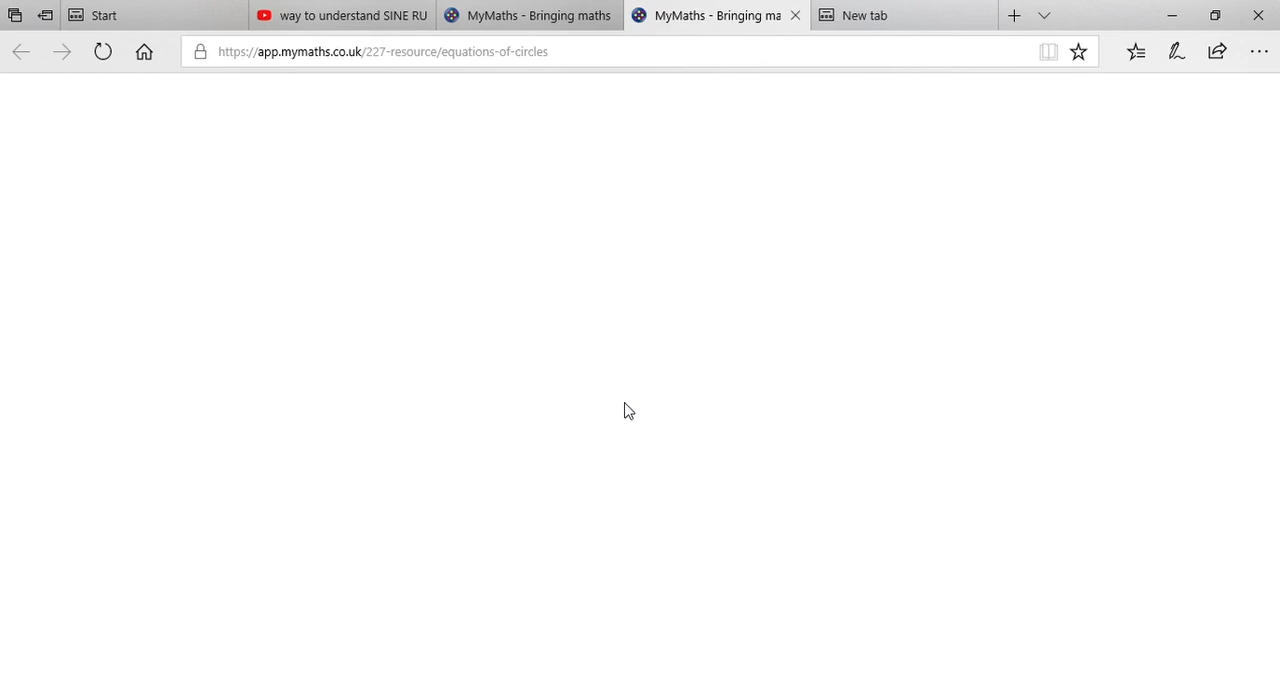 Start
way to understand SINE RU
MyMaths - Bringing maths
MyMaths - Bringing ma
New tab
https://app.mymaths.co.uk/227-resource/equations-of-circles